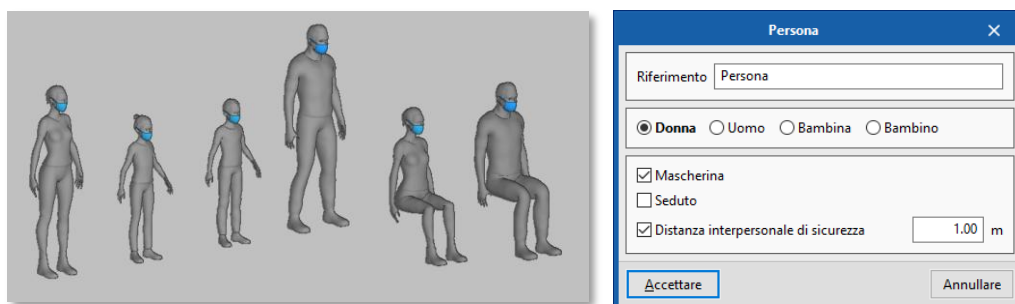 Persona
Riferimento Persona
Donna Uomo Bambina Bambino
Mascherina
Seduto
Distanza interpersonale di sicurezza 1.00 m
Accettare Annullare